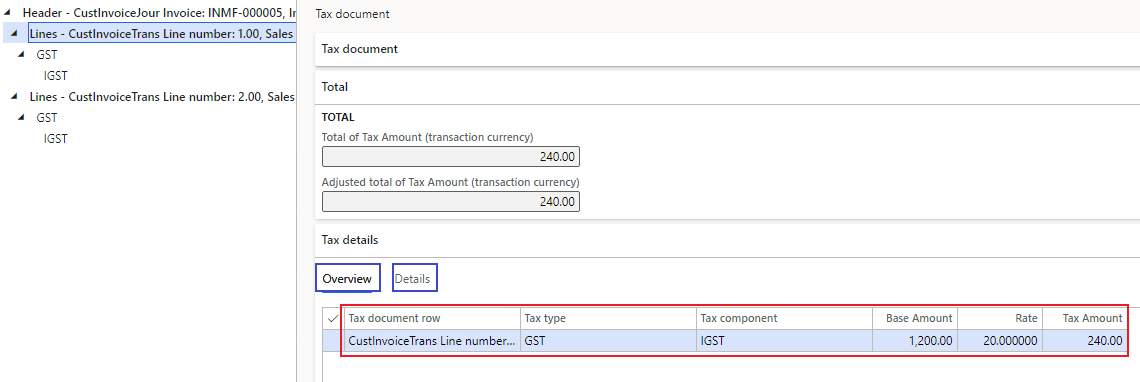 Header - CustInvoiceJour Invoice: INMF-000005, In
Lines - CustInvoiceTrans Line number: 1.00, Sales
GST
IGST
Lines - CustInvoiceTrans Line number: 2.00, Sales
GST
IGST
Tax document
Tax document
Total
TOTAL
Total of Tax Amount (transaction currency)
240.00
Adjusted total of Tax Amount (transaction currency)
240.00
Tax details
Overview Details
Tax document row Tax type Tax component Base Amount Rate Tax Amount
CustInvoiceTrans Line number... GST IGST 1,200.00 20.000000 240.00